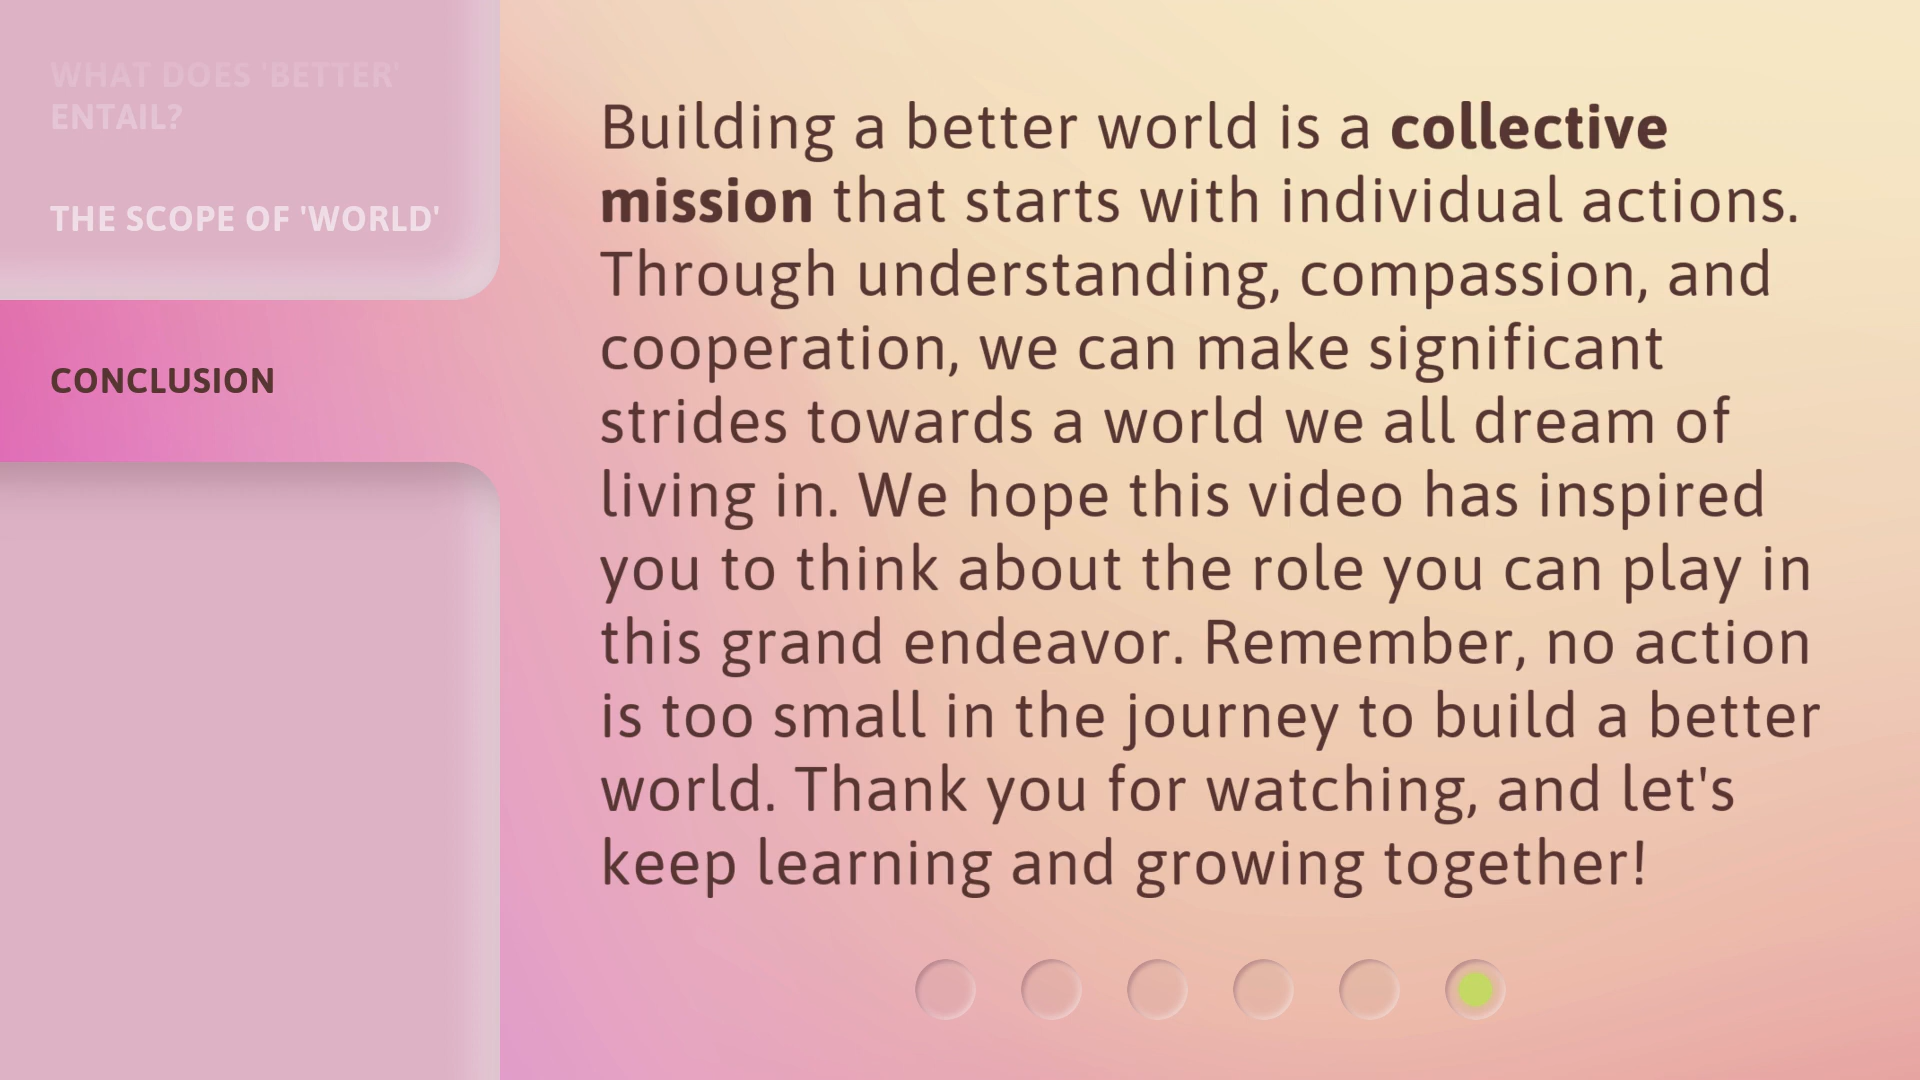 WHAT DOES 'BETTER'
ENTAIL?
THE SCOPE OF 'WORLD'
CONCLUSION
Building a better world is a collective
mission that starts with individual actions.
Through understanding, compassion, and
cooperation, we can make significant
strides towards a world we all dream of
living in. We hope this video has inspired
you to think about the role you can play in
this grand endeavor. Remember, no action
is too small in the journey to build a better
world. Thank you for watching, and let's
keep learning and growing together!